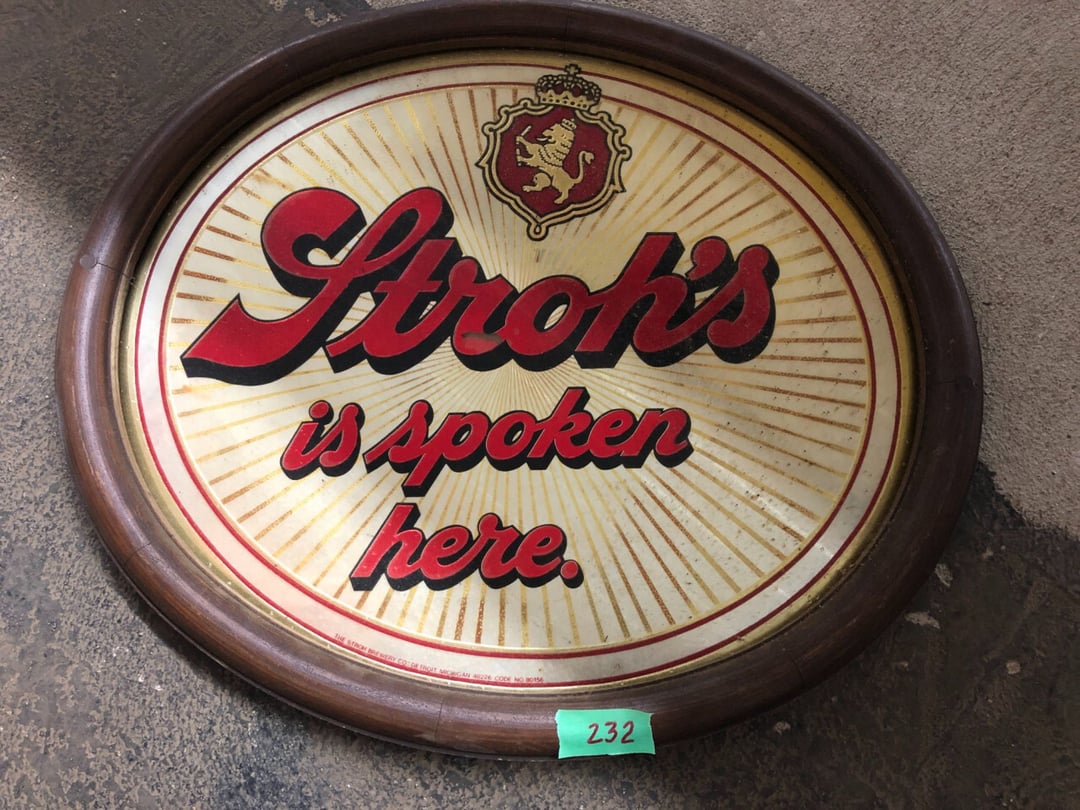 Stroh's
is spoken
here.
THE STROH BREWERY CO. DETROIT, MICHIGAN 48226 CODE NO 80156
232